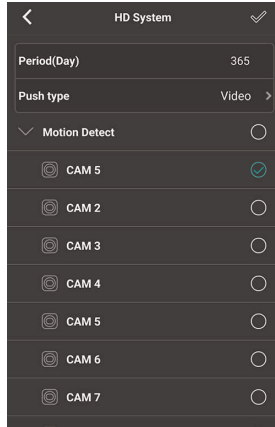 HD System
Period(Day) 365
Push type Video
Motion Detect
CAM 5
CAM 2
CAM 3
CAM 4
CAM 5
CAM 6
CAM 7